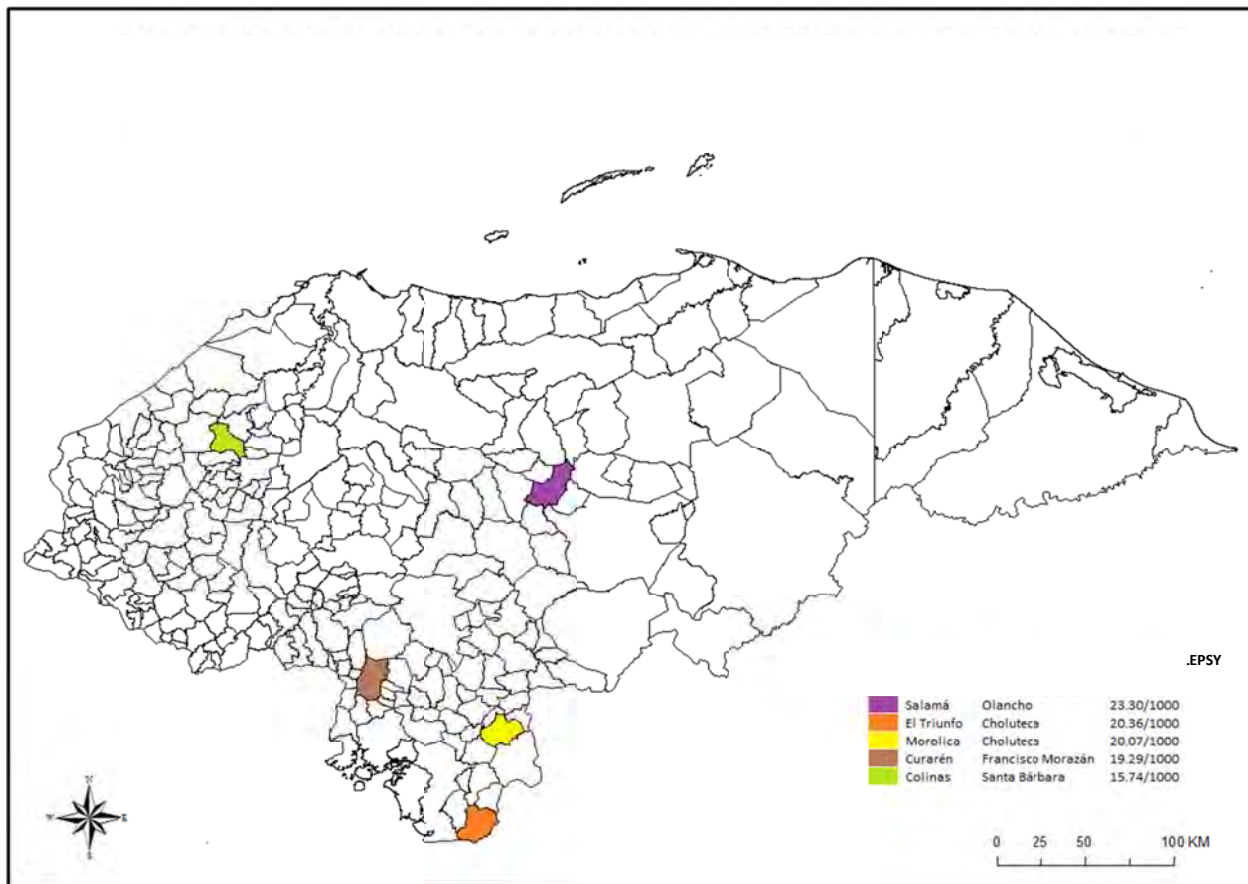 .EPSY
Salamá Olancho 23.30/1000
El Triunfo Choluteca 20.36/1000
Morolica Choluteca 20.07/1000
Curarén Francisco Morazán 19.29/1000
Colinas Santa Bárbara 15.74/1000
N
W E
S
0 25 50 100 KM